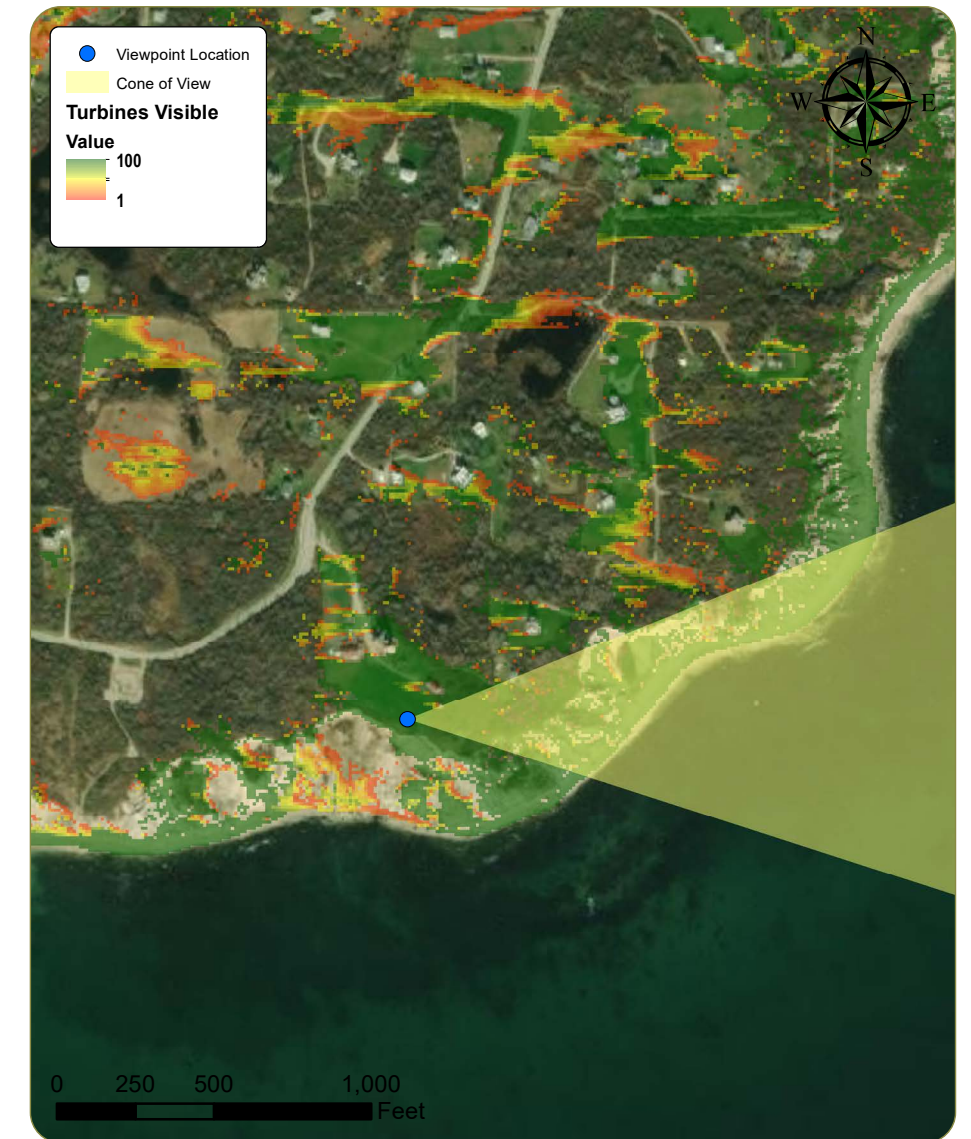 Viewpoint Location
Cone of View
Turbines Visible
Value
100
1
N
W
E
S
0 250 500 1,000
Feet